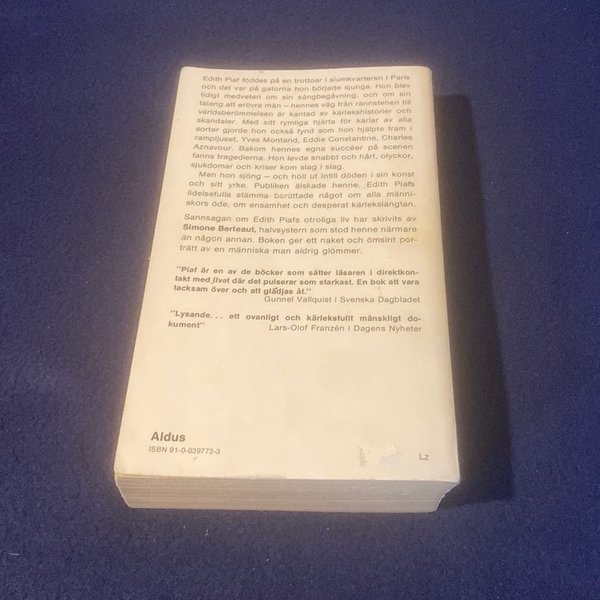 Edith Piaf föddes på en trottoar i slumkvarteren i Paris
och det var på gatorna hon började sjunga. Hon blev
tidigt medveten om sin sångbegåvning, och om sin
talang att erövra män – hennes väg från rännstenen till
världsberömmelsen är kantad av kärlekshistorier och
skandaler. Med sitt rymliga hjärta för karlar av alla
sorter gjorde hon också fynd som hon hjälpte fram i
rampljuset, Yves Montand, Eddie Constantine, Charles
Aznavour. Bakom hennes egna succéer på scenen
fanns tragedierna. Hon levde snabbt och hårt, olyckor,
sjukdomar och kriser kom slag i slag.
Men hon sjöng – och höll ut intill döden i sin konst
och sitt yrke. Publiken älskade henne. Edith Piafs
lidelsefulla stämma berättade något om alla männi-
skors öde, om ensamhet och desperat kärlekslängtan.
Sannsagan om Edith Piafs otroliga liv har skrivits av
Simone Berteaut, halvsystern som stod henne närmare
än någon annan. Boken ger ett naket och ömsint por-
trätt av en människa man aldrig glömmer.
"Piaf är en av de böcker som sätter läsaren i direktkon-
takt med livet där det pulserar som starkast. En bok att vara
tacksam över och att glädjas åt."
Gunnel Vallquist i Svenska Dagbladet
"Lysande... ett ovanligt och kärleksfullt mänskligt do-
kument"
Lars-Olof Franzén i Dagens Nyheter
Aldus
ISBN 91-0-039773-3
Lz